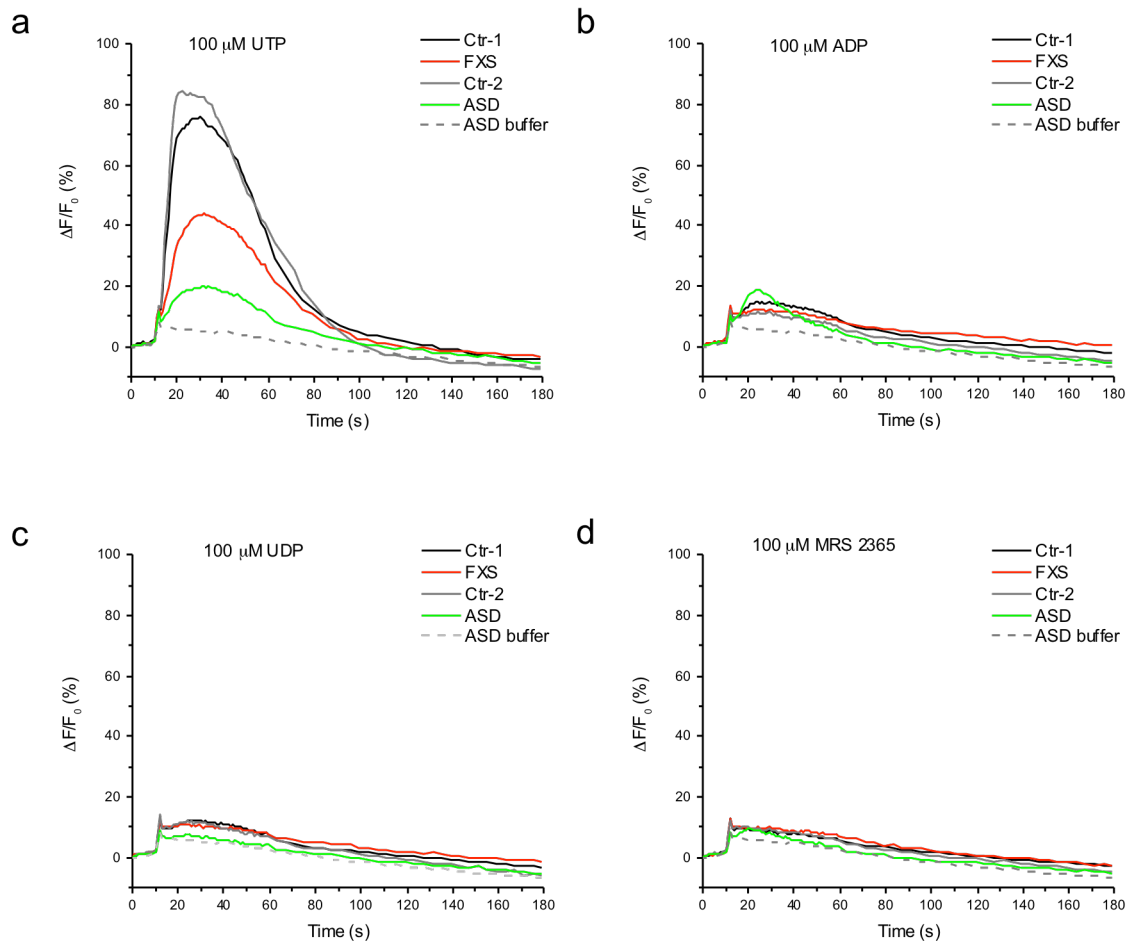 a
100 µM UTP
Ctr-1
FXS
Ctr-2
ASD
ASD buffer
100
80
60
40
20
0
ΔF/F0 (%)
0 20 40 60 80 100 120 140 160 180
Time (s)
b
100 µM ADP
Ctr-1
FXS
Ctr-2
ASD
ASD buffer
100
80
60
40
20
0
ΔF/F0 (%)
0 20 40 60 80 100 120 140 160 180
Time (s)
c
100 µM UDP
Ctr-1
FXS
Ctr-2
ASD
ASD buffer
100
80
60
40
20
0
ΔF/F0 (%)
0 20 40 60 80 100 120 140 160 180
Time (s)
d
100 µM MRS 2365
Ctr-1
FXS
Ctr-2
ASD
ASD buffer
100
80
60
40
20
0
ΔF/F0 (%)
0 20 40 60 80 100 120 140 160 180
Time (s)